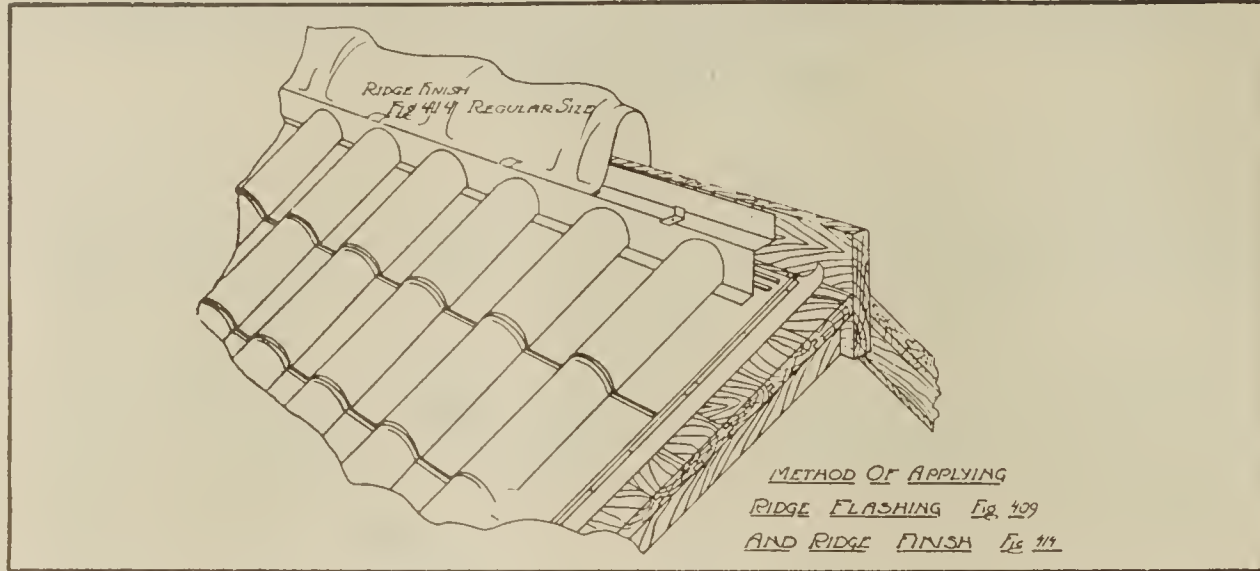 RIDGE FINISH
Fig 414 REGULAR SIZE
METHOD OF APPLYING
RIDGE FLASHING Fig. 409
AND RIDGE FINISH Fig 414